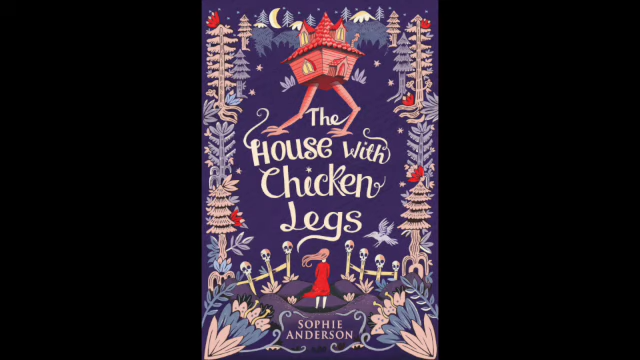 The
House with
Chicken
Legs
SOPHIE
ANDERSON